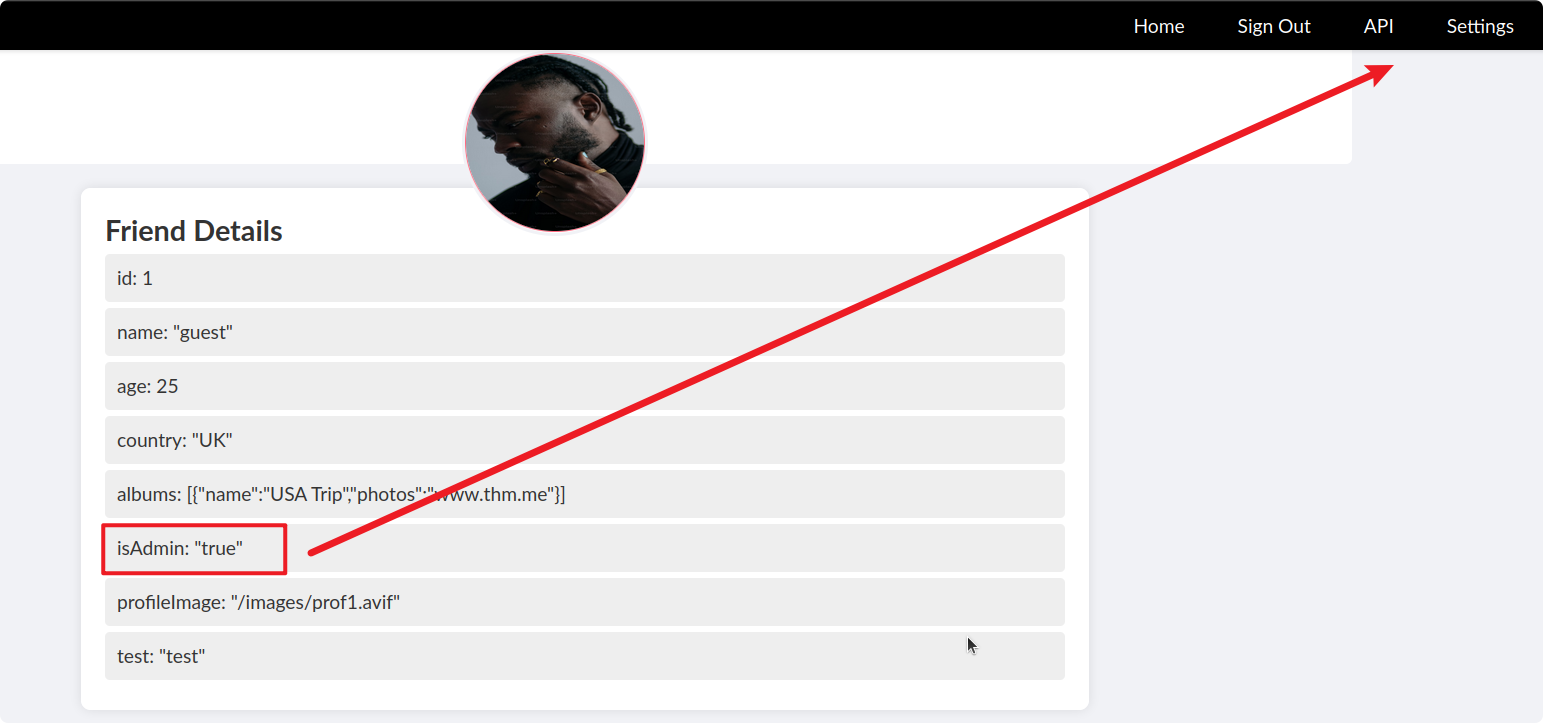 Home Sign Out API Settings
Friend Details
id: 1
name: "guest"
age: 25
country: "UK"
albums: [{"name":"USA Trip","photos":"www.thm.me"}]
isAdmin: "true"
profileImage: "/images/prof1.avif"
test: "test"